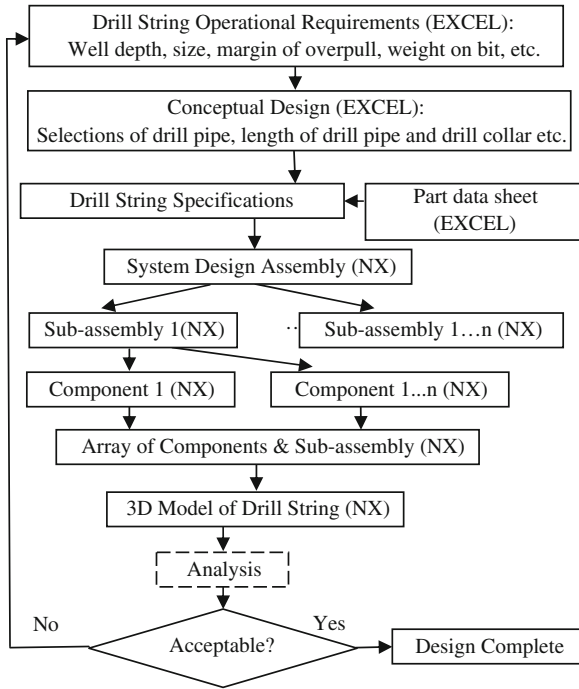 Drill String Operational Requirements (EXCEL):
Well depth, size, margin of overpull, weight on bit, etc.
Conceptual Design (EXCEL):
Selections of drill pipe, length of drill pipe and drill collar etc.
Drill String Specifications
Part data sheet
(EXCEL)
System Design Assembly (NX)
Sub-assembly 1(NX)
·· Sub-assembly 1…n (NX)
Component 1 (NX)
Component 1...n (NX)
Array of Components & Sub-assembly (NX)
3D Model of Drill String (NX)
Analysis
No
Yes
Acceptable?
Design Complete